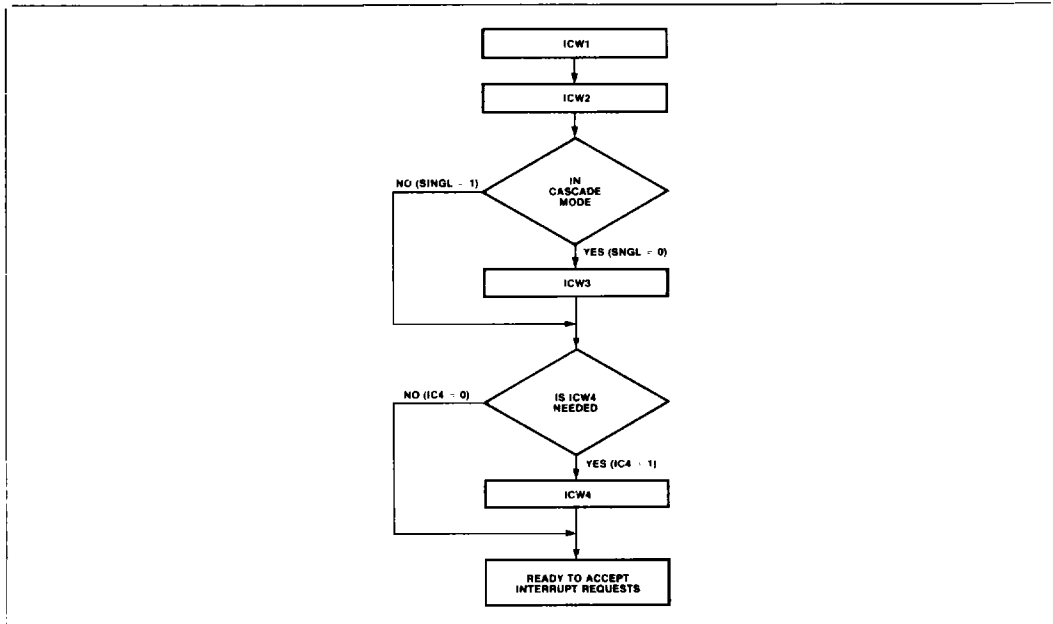 ICW1
ICW2
IN
CASCADE
MODE
NO (SINGL = 1)
YES (SNGL = 0)
ICW3
IS ICW4
NEEDED
NO (IC4 = 0)
YES (IC4 = 1)
ICW4
READY TO ACCEPT
INTERRUPT REQUESTS